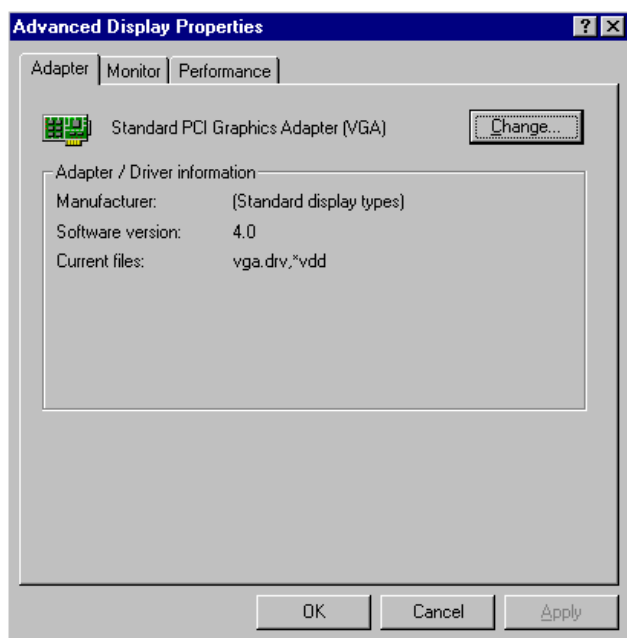 Advanced Display Properties
Adapter Monitor Performance
Standard PCI Graphics Adapter (VGA) Change...
Adapter / Driver information
Manufacturer: (Standard display types)
Software version: 4.0
Current files: vga.drv,*vdd
OK Cancel Apply